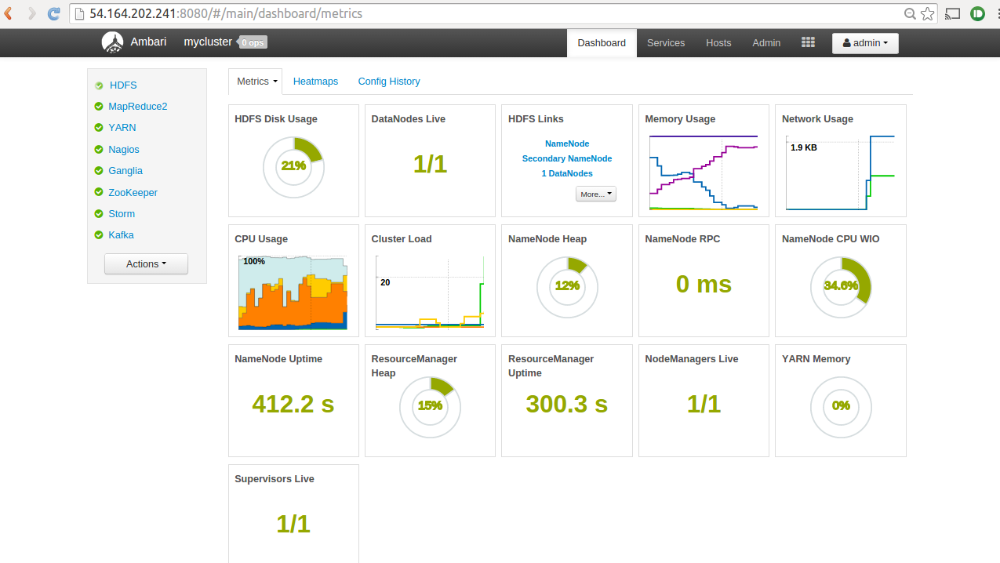 54.164.202.241:8080/#/main/dashboard/metrics
Ambari mycluster 0 ops Dashboard Services Hosts Admin admin
HDFS
MapReduce2
YARN
Nagios
Ganglia
ZooKeeper
Storm
Kafka
Actions
Metrics Heatmaps Config History
HDFS Disk Usage
21%
DataNodes Live
1/1
HDFS Links
NameNode
Secondary NameNode
1 DataNodes
More...
Memory Usage
Network Usage
1.9 KB
CPU Usage
100%
Cluster Load
20
NameNode Heap
12%
NameNode RPC
0 ms
NameNode CPU WIO
34.6%
NameNode Uptime
412.2 s
ResourceManager
Heap
15%
ResourceManager
Uptime
300.3 s
NodeManagers Live
1/1
YARN Memory
0%
Supervisors Live
1/1